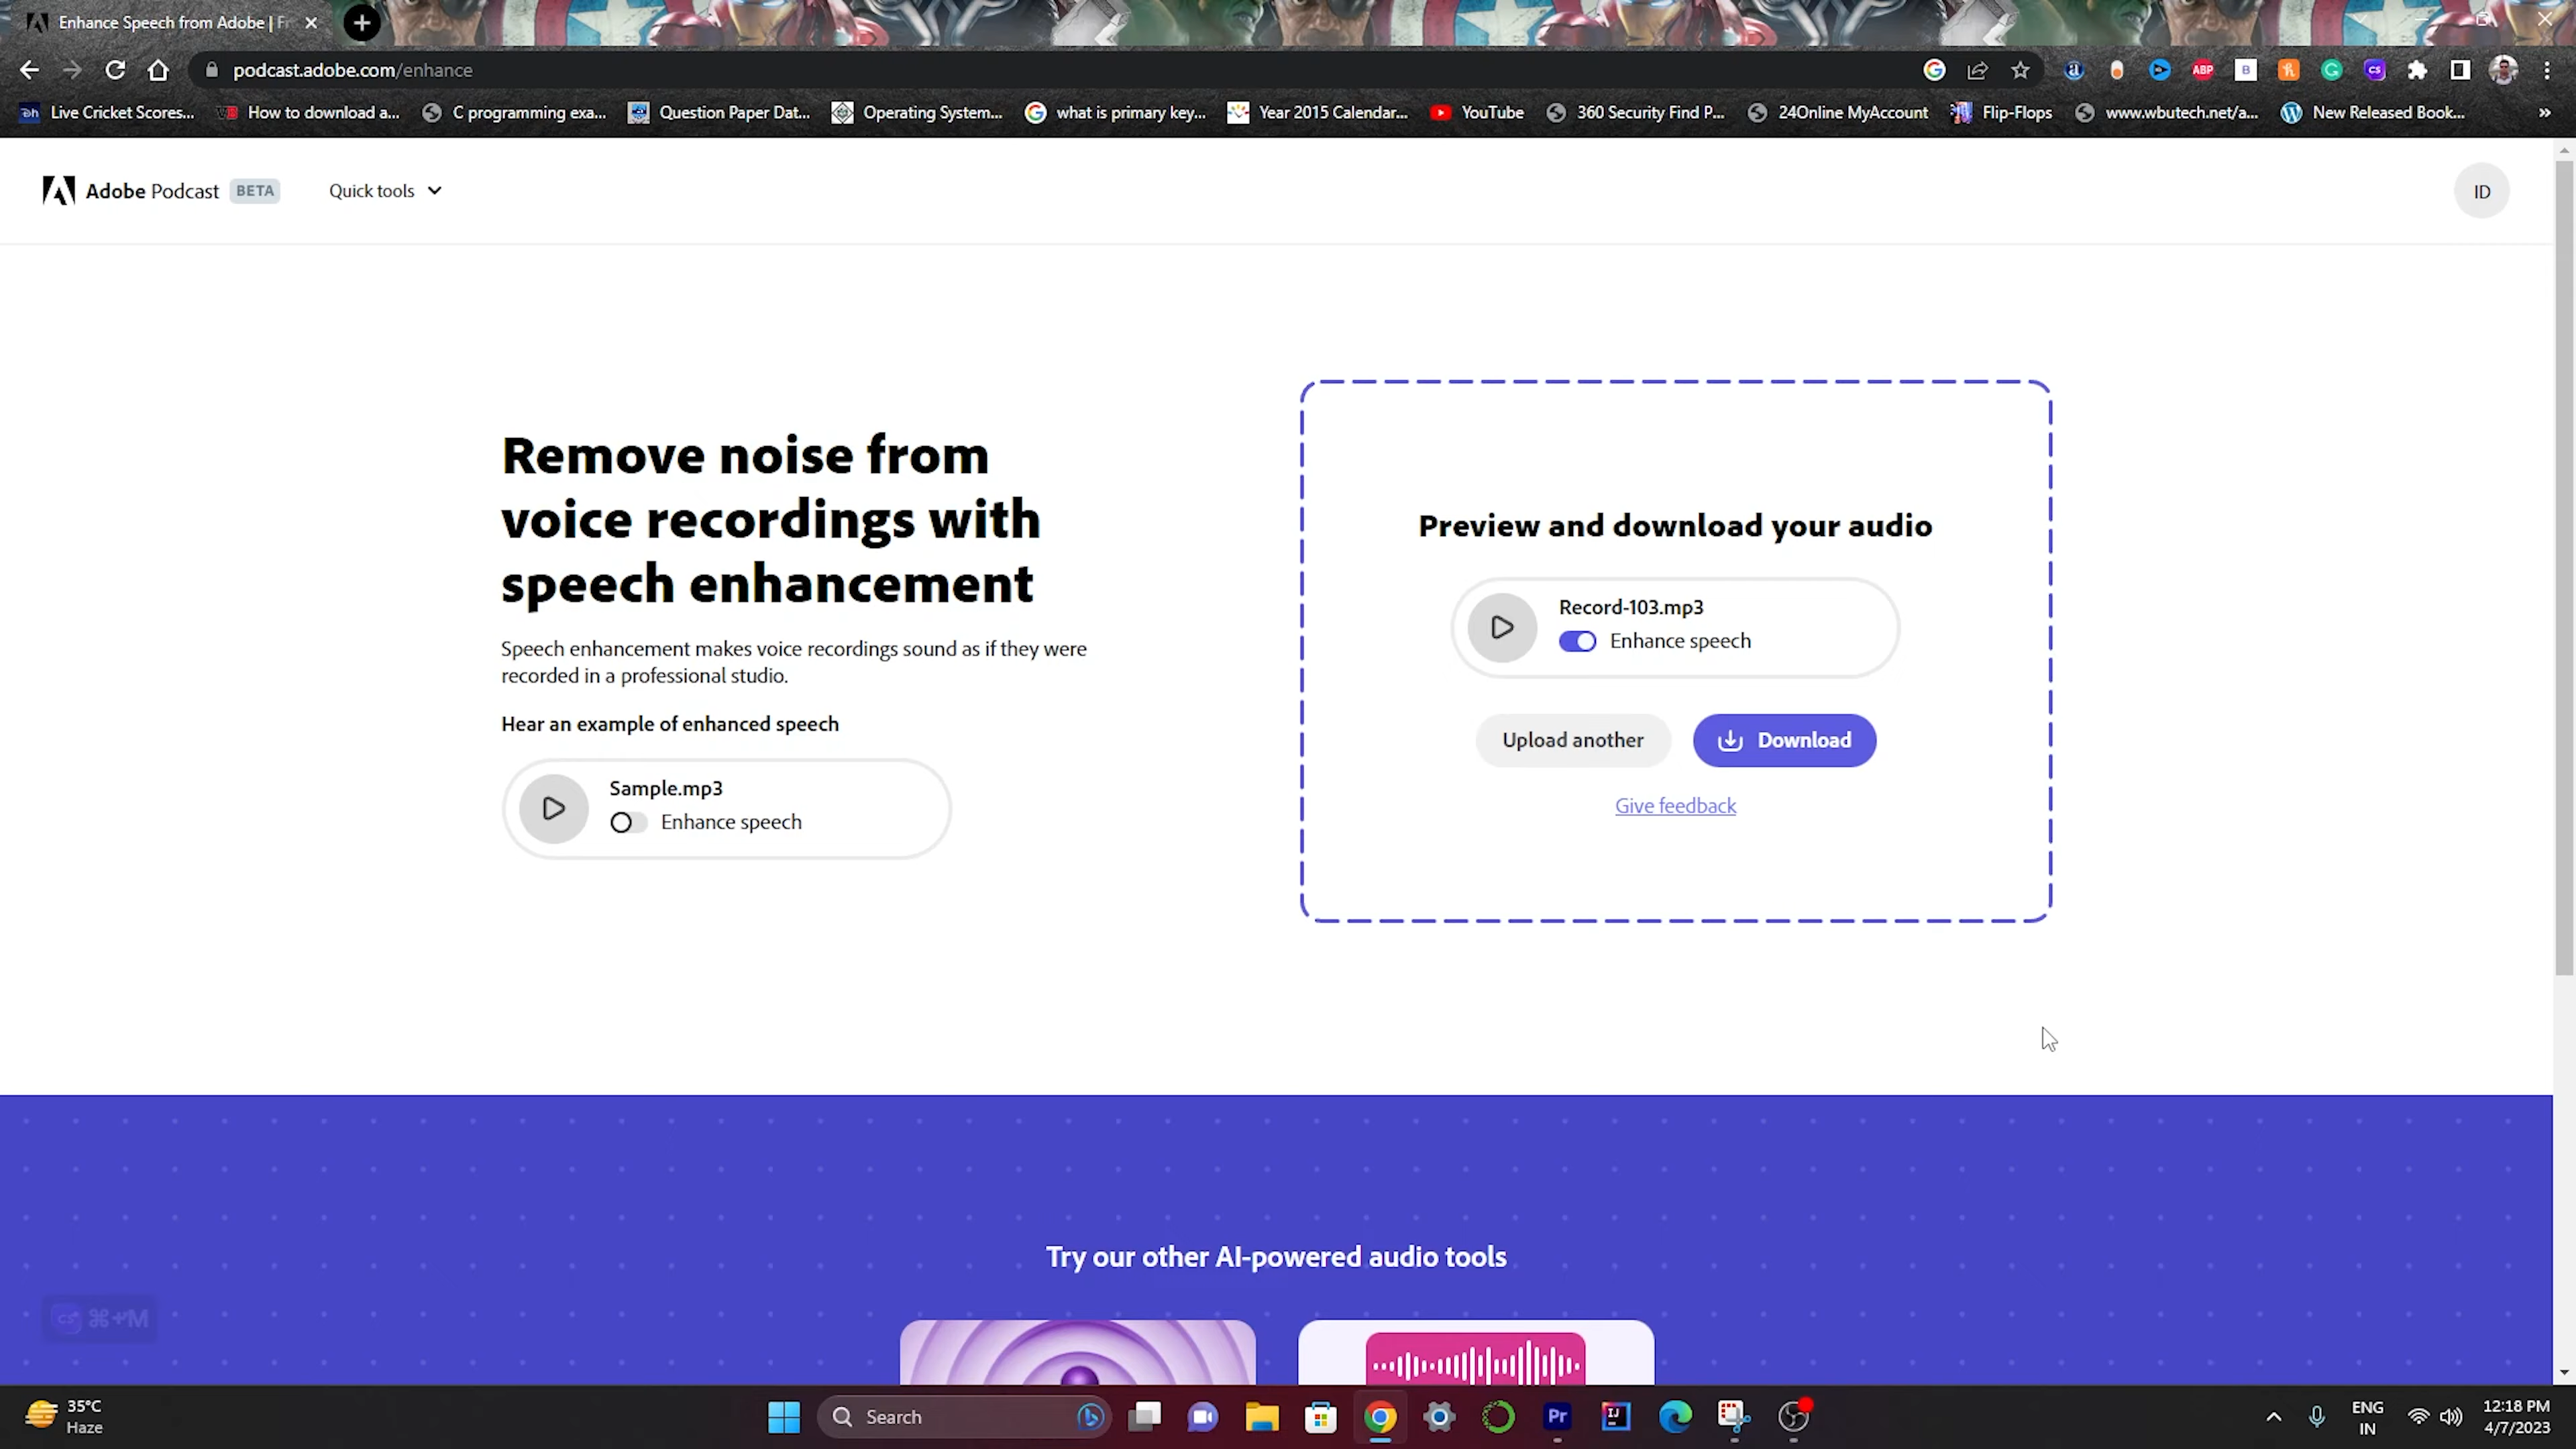 Enhance Speech from Adobe | Fr
podcast.adobe.com/enhance
Live Cricket Scores...
How to download a...
C programming exa...
Question Paper Dat...
Operating System...
what is primary key...
Year 2015 Calendar...
YouTube
360 Security Find P...
24Online MyAccount
Flip-Flops
www.wbutech.net/a...
New Released Book...
»
Adobe Podcast BETA
Quick tools
ID
Remove noise from
voice recordings with
speech enhancement
Speech enhancement makes voice recordings sound as if they were
recorded in a professional studio.
Hear an example of enhanced speech
Sample.mp3
Enhance speech
Preview and download your audio
Record-103.mp3
Enhance speech
Upload another
Download
Give feedback
Try our other AI-powered audio tools
CS ⌘+M
35°C
Haze
Search
Pr
IJ
ENG
IN
12:18 PM
4/7/2023
ABP
B
CS